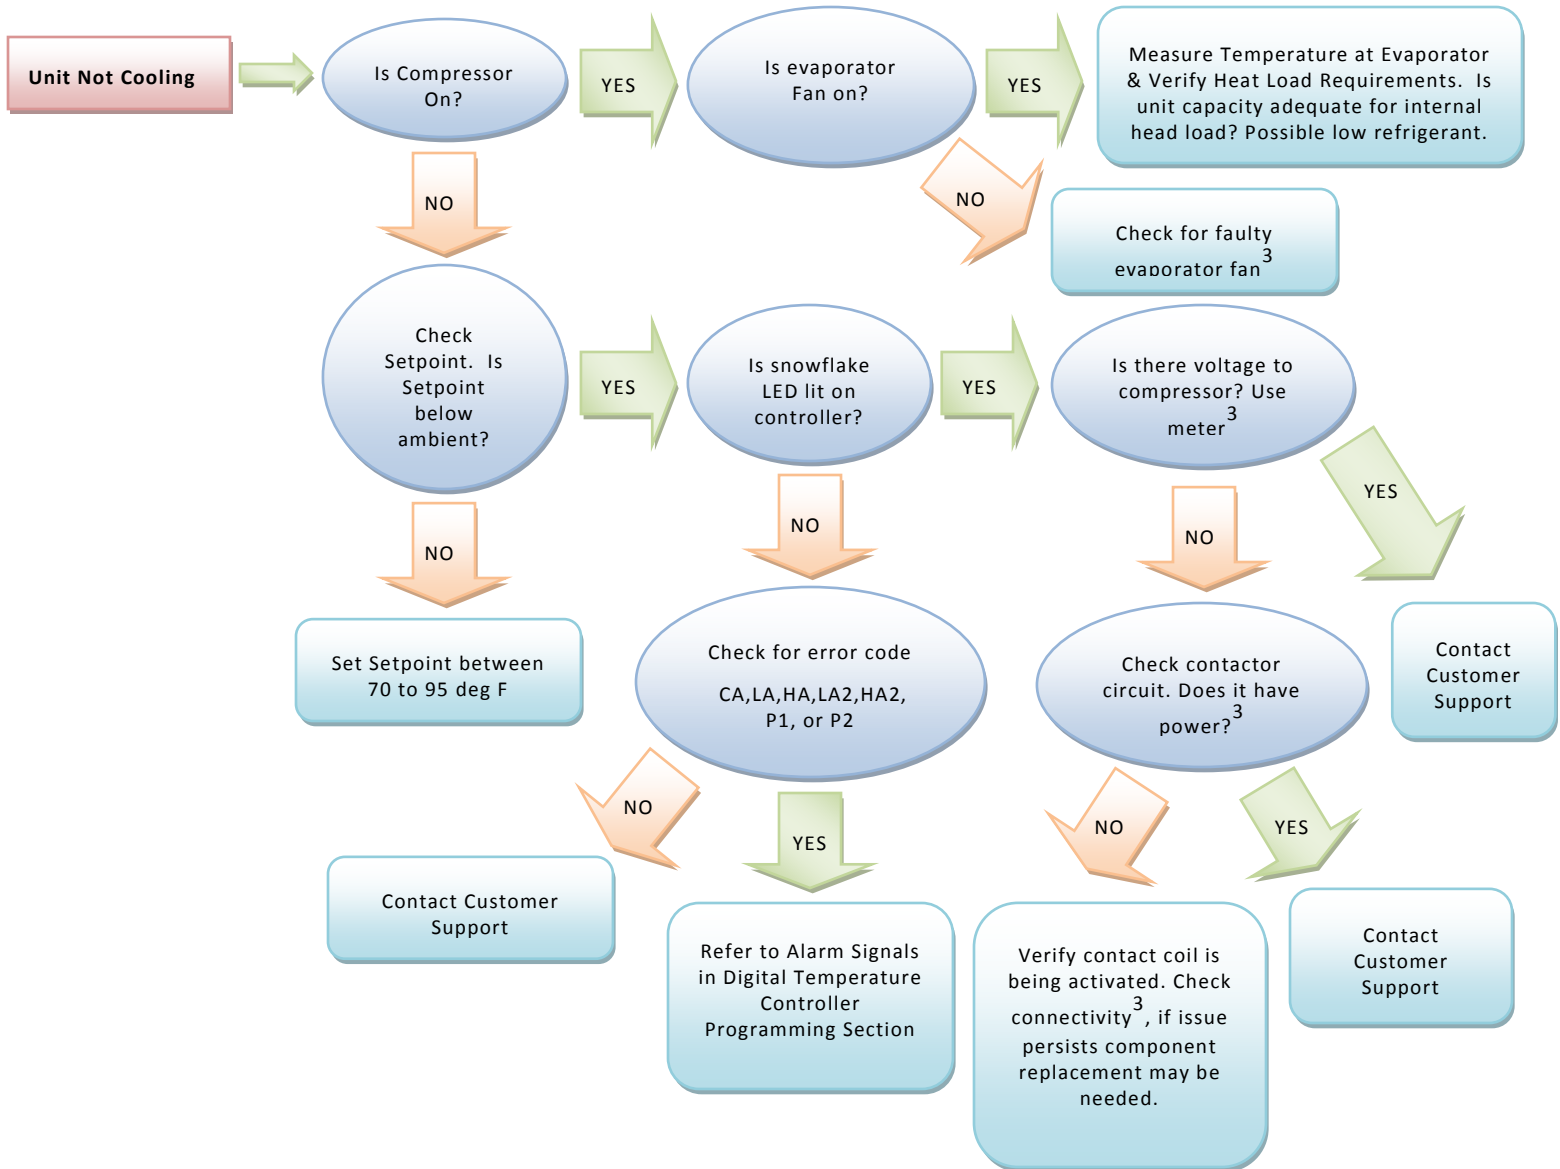 Unit Not Cooling
Is Compressor
On?
YES
Is evaporator
Fan on?
YES
Measure Temperature at Evaporator
& Verify Heat Load Requirements.  Is
unit capacity adequate for internal
head load? Possible low refrigerant.
NO
NO
Check for faulty
evaporator fan3
Check
Setpoint.  Is
Setpoint
below
ambient?
YES
Is snowflake
LED lit on
controller?
YES
Is there voltage to
compressor? Use
meter3
YES
NO
NO
NO
Set Setpoint between
70 to 95 deg F
Check for error code
CA,LA,HA,LA2,HA2,
P1, or P2
Check contactor
circuit. Does it have
power?3
Contact
Customer
Support
NO
YES
NO
YES
Contact Customer
Support
Refer to Alarm Signals
in Digital Temperature
Controller
Programming Section
Verify contact coil is
being activated. Check
connectivity3, if issue
persists component
replacement may be
needed.
Contact
Customer
Support